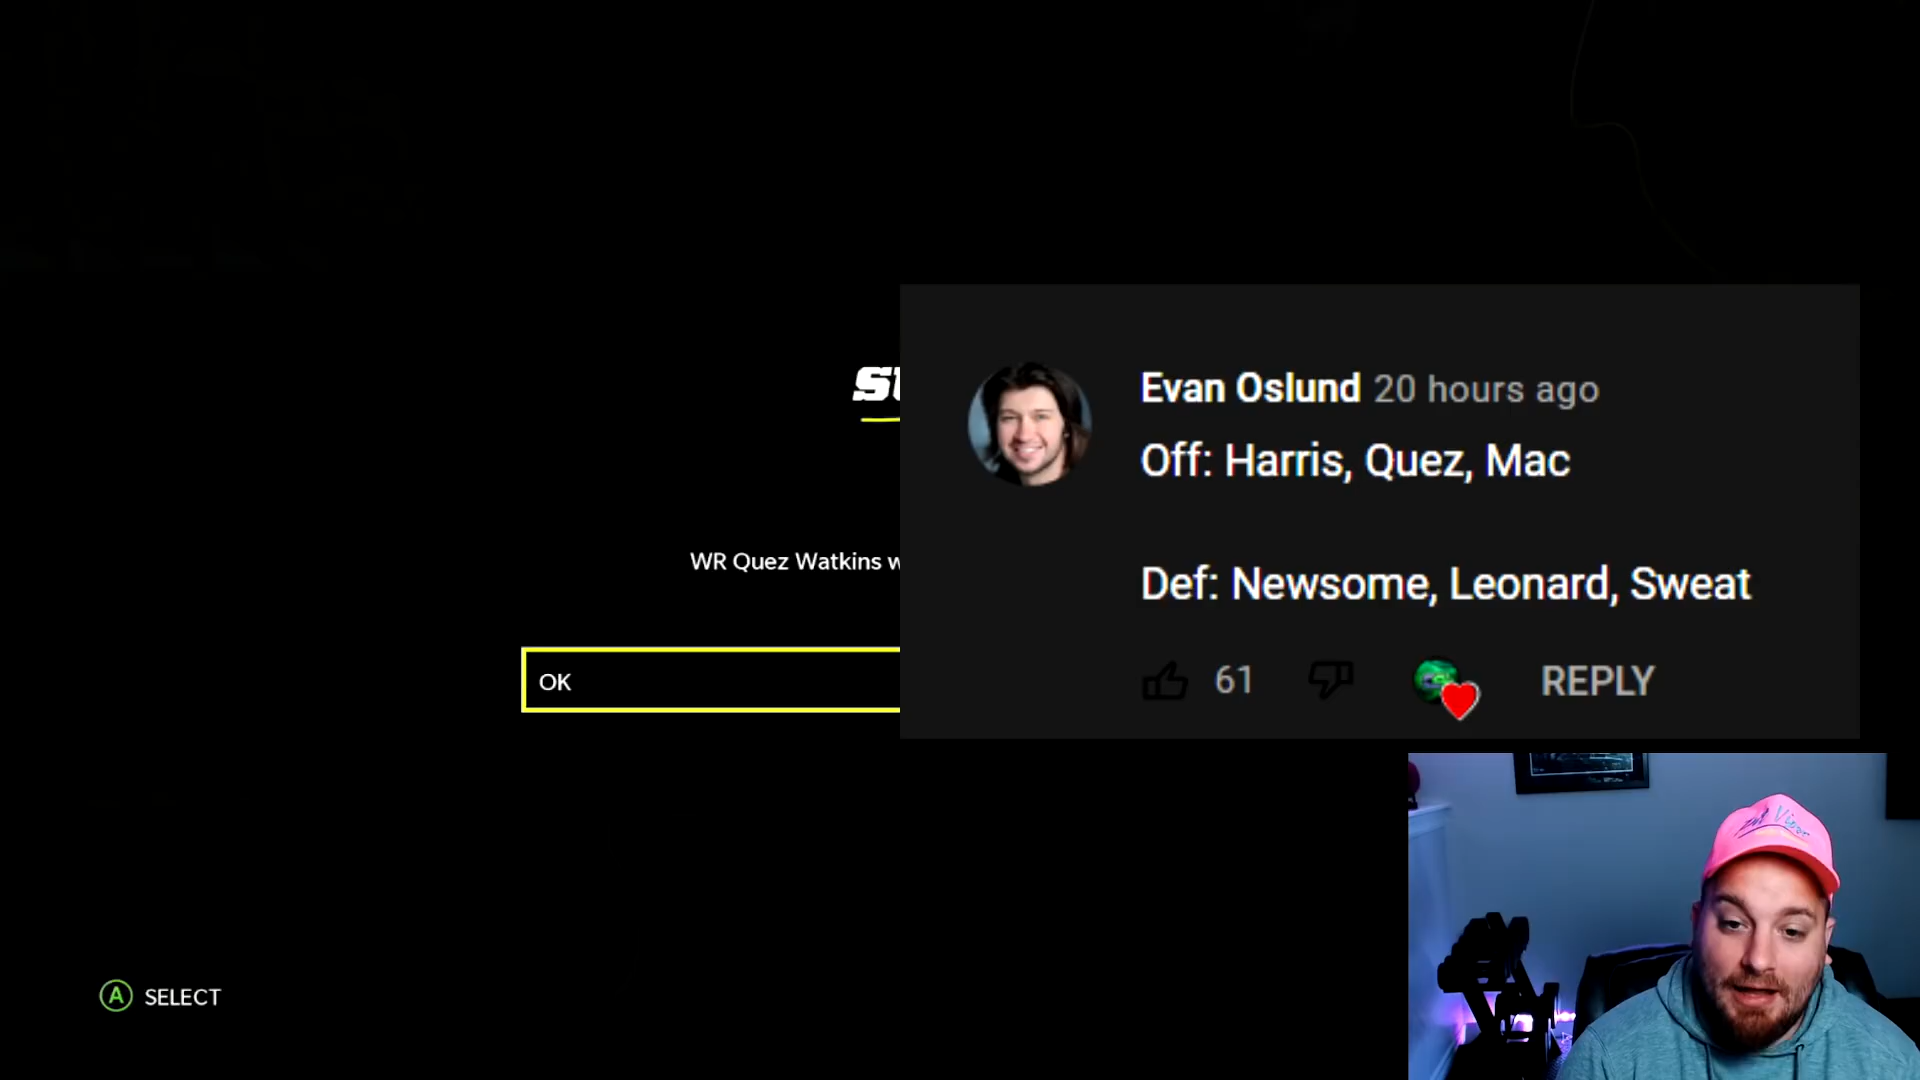 Evan Oslund 20 hours ago
Off: Harris, Quez, Mac
WR Quez Watkins
Def: Newsome, Leonard, Sweat
61
REPLY
OK
A SELECT